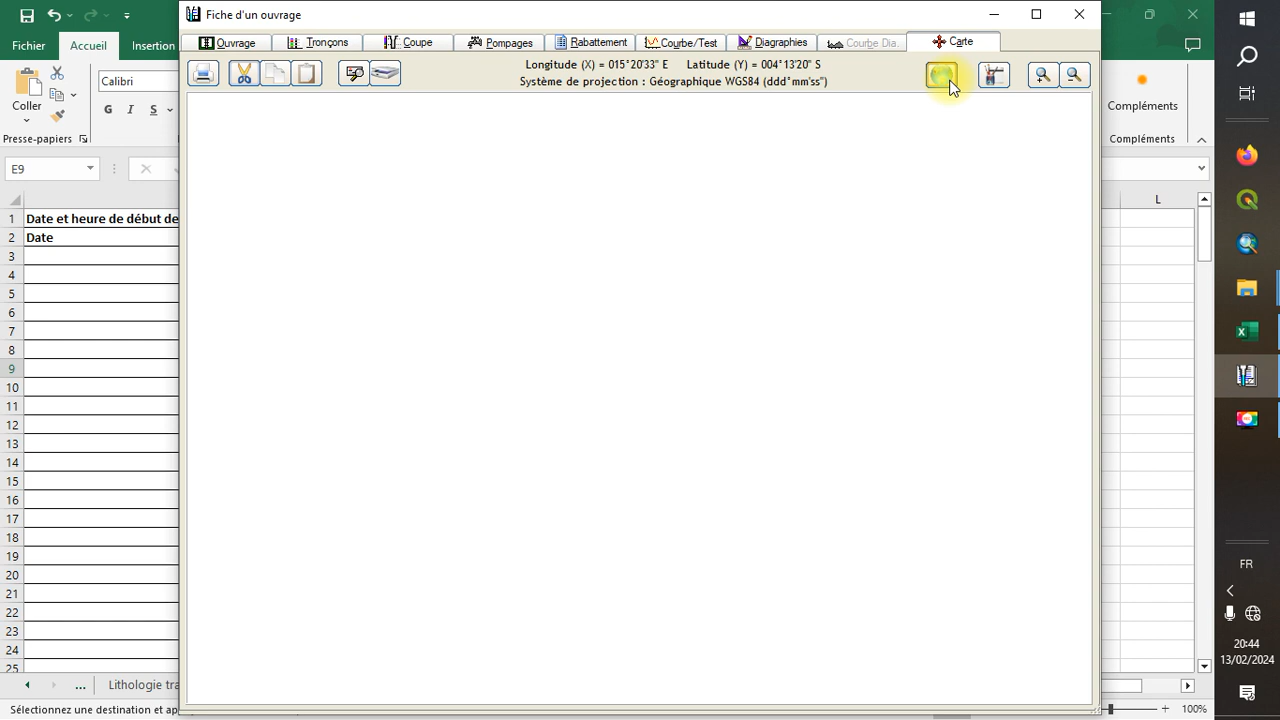 Fiche d'un ouvrage
Ouvrage
Tronçons
Coupe
Pompages
Rabattement
Courbe/Test
Diagraphies
Courbe Dia.
Carte
Longitude (X) = 015°20'33" E Latitude (Y) = 004°13'20" S
Système de projection : Géographique WGS84 (ddd°mm'ss")
Fichier
Accueil
Insertion
Coller
Calibri
G I S
Presse-papiers
Compléments
Compléments
E9
L
1 Date et heure de début de
2 Date
3
4
5
6
7
8
9
10
11
12
13
14
15
16
17
18
19
20
21
22
23
24
25
...
Lithologie tra
Sélectionnez une destination et ap
100%
FR
20:44
13/02/2024